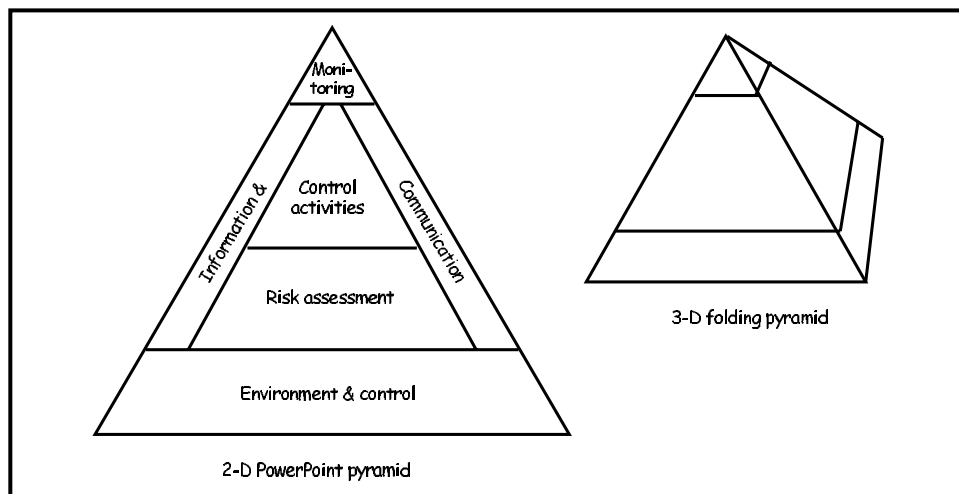 Moni-
toring
Information &
Communication
Control
activities
Risk assessment
Environment & control
2-D PowerPoint pyramid
3-D folding pyramid